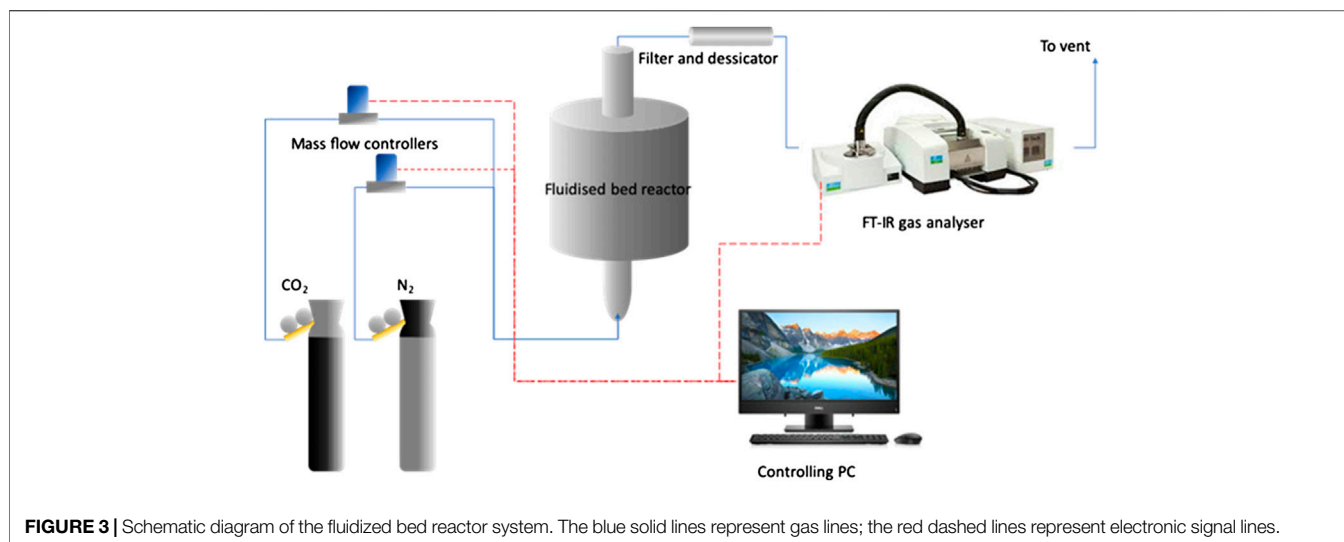 To vent
Filter and dessicator
Mass flow controllers
Fluidised bed reactor
FT-IR gas analyser
CO₂
N₂
Controlling PC
FIGURE 3 | Schematic diagram of the fluidized bed reactor system. The blue solid lines represent gas lines; the red dashed lines represent electronic signal lines.